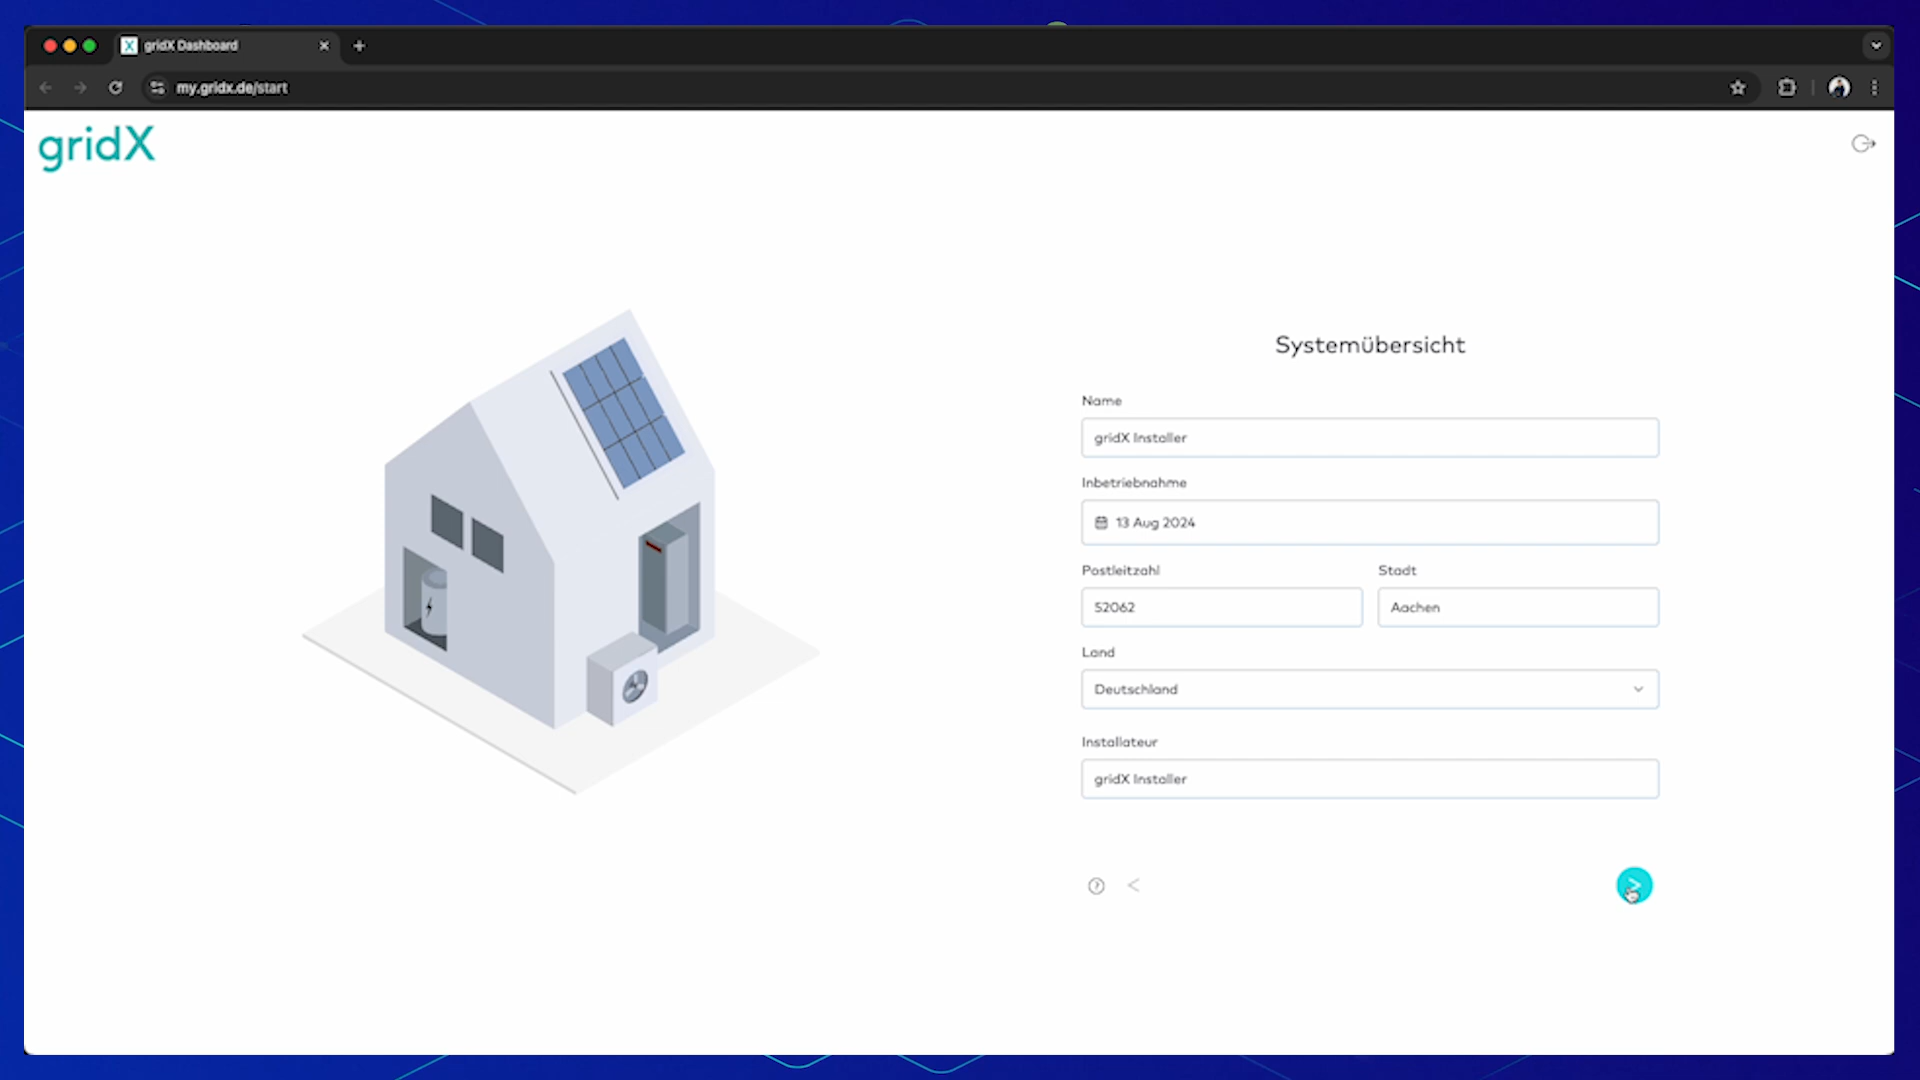 gridX Dashboard
my.gridx.de/start
gridX
Systemübersicht
Name
gridX Installer
Inbetriebnahme
13 Aug 2024
Postleitzahl
Stadt
52062
Aachen
Land
Deutschland
Installateur
gridX Installer